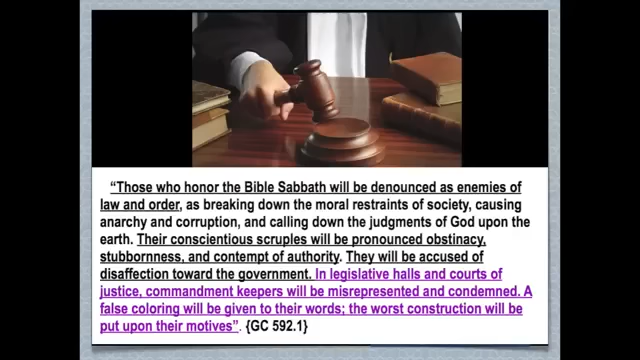 “Those who honor the Bible Sabbath will be denounced as enemies of
law and order, as breaking down the moral restraints of society, causing
anarchy and corruption, and calling down the judgments of God upon the
earth. Their conscientious scruples will be pronounced obstinacy,
stubbornness, and contempt of authority. They will be accused of
disaffection toward the government. In legislative halls and courts of
justice, commandment keepers will be misrepresented and condemned. A
false coloring will be given to their words; the worst construction will be
put upon their motives”. {GC 592.1}